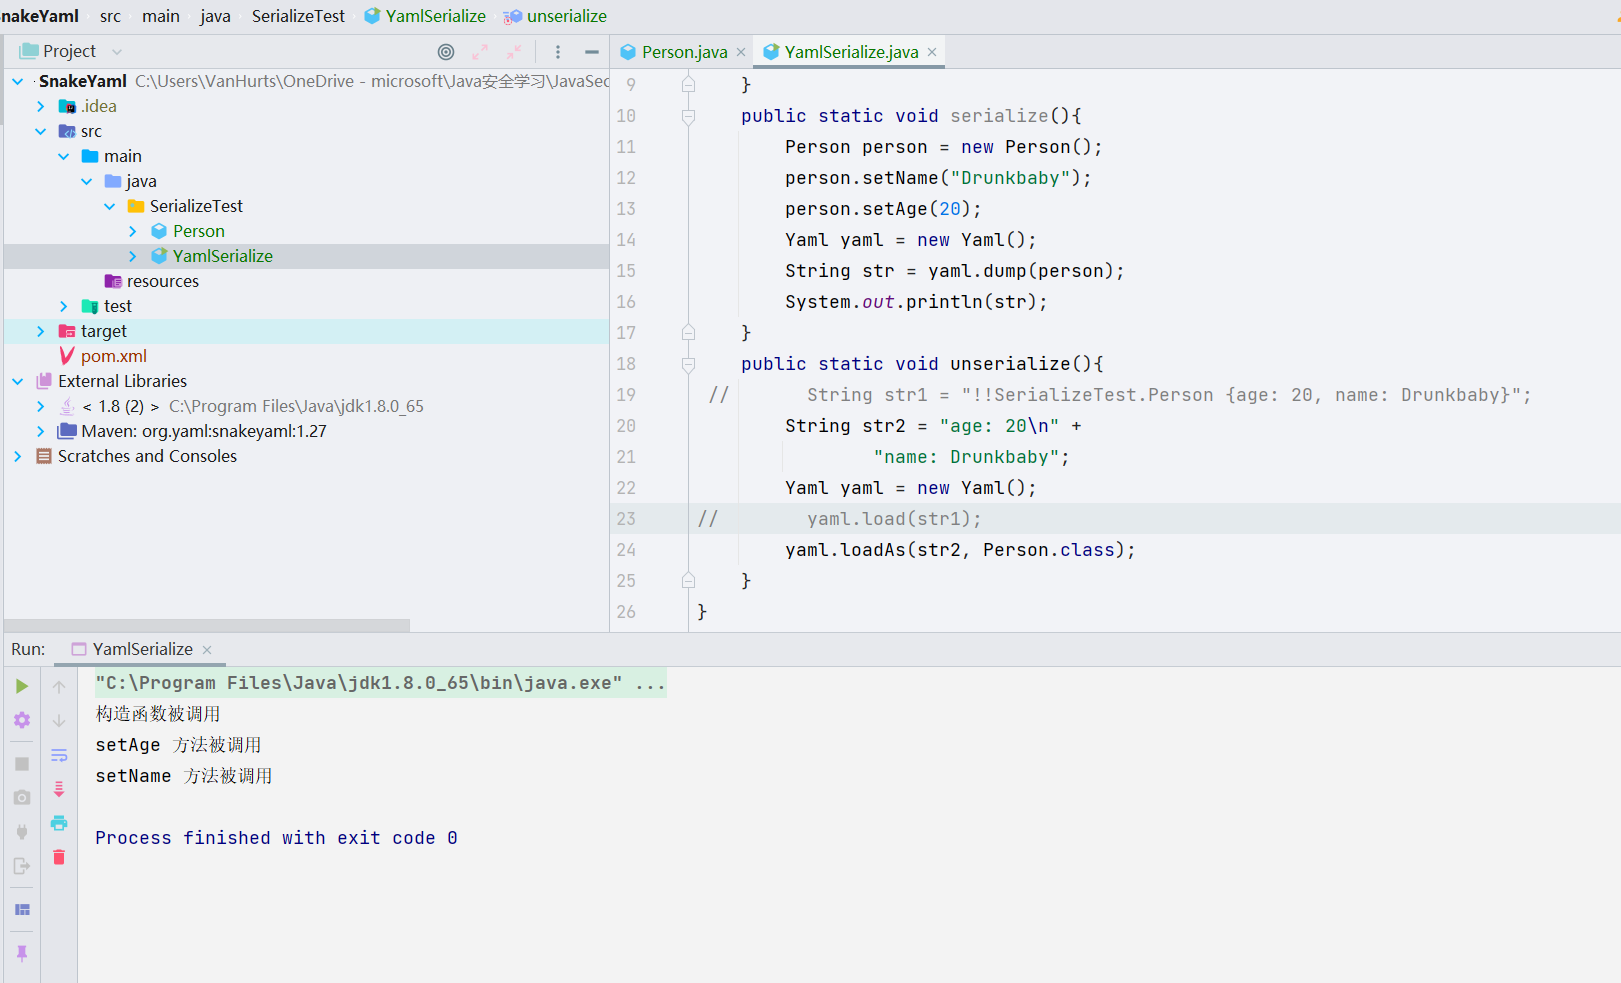 nakeYaml src main java SerializeTest YamlSerialize unserialize
Project
SnakeYaml C:\Users\VanHurts\OneDrive - microsoft\Java安全学习\JavaSec
.idea
src
main
java
SerializeTest
Person
YamlSerialize
resources
test
target
pom.xml
External Libraries
< 1.8 (2) > C:\Program Files\Java\jdk1.8.0_65
Maven: org.yaml:snakeyaml:1.27
Scratches and Consoles
Person.java YamlSerialize.java
9 }
10 public static void serialize(){
11 Person person = new Person();
12 person.setName("Drunkbaby");
13 person.setAge(20);
14 Yaml yaml = new Yaml();
15 String str = yaml.dump(person);
16 System.out.println(str);
17 }
18 public static void unserialize(){
19 // String str1 = "!!SerializeTest.Person {age: 20, name: Drunkbaby}";
20 String str2 = "age: 20\n" +
21 "name: Drunkbaby";
22 Yaml yaml = new Yaml();
23 // yaml.load(str1);
24 yaml.loadAs(str2, Person.class);
25 }
26 }
Run: YamlSerialize
"C:\Program Files\Java\jdk1.8.0_65\bin\java.exe" ...
构造函数被调用
setAge 方法被调用
setName 方法被调用
Process finished with exit code 0